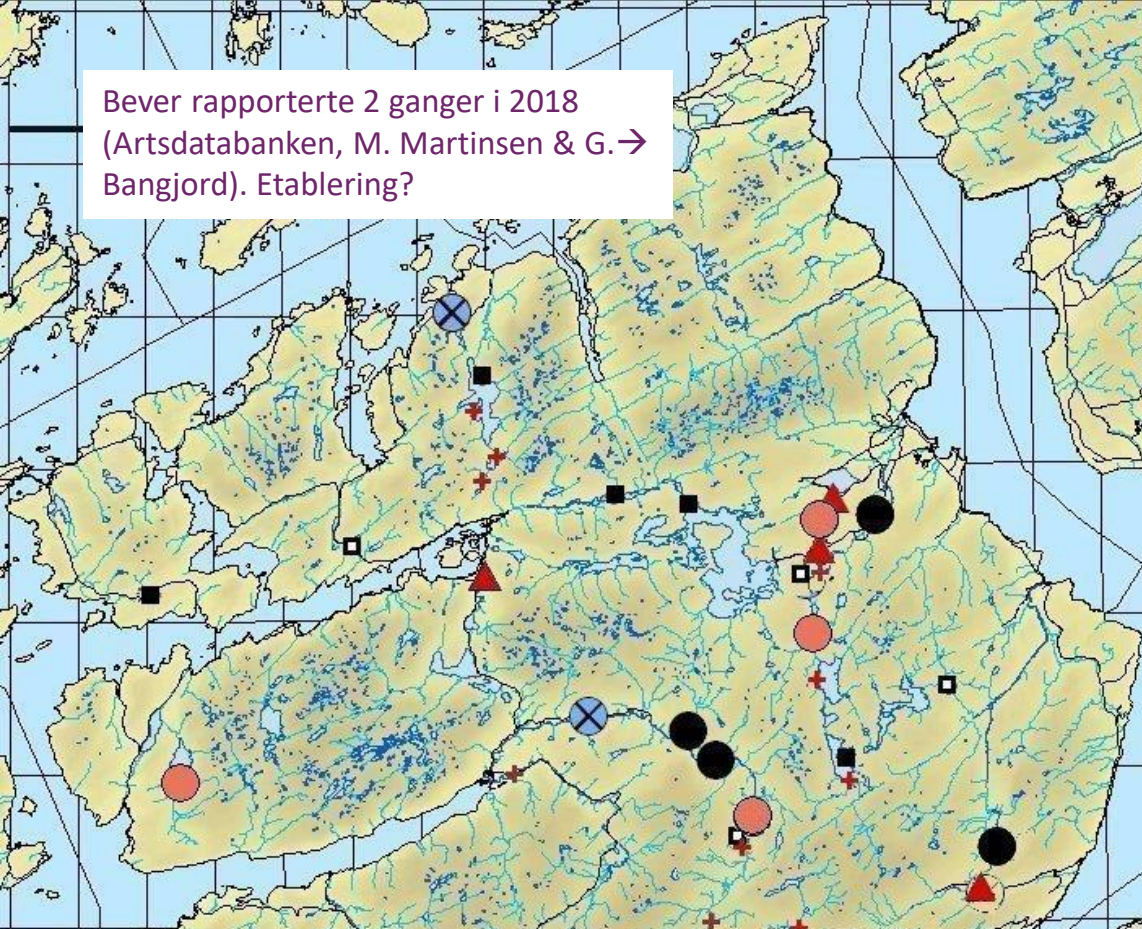 Bever rapporterte 2 ganger i 2018
(Artsdatabanken, M. Martinsen & G.→
Bangjord). Etablering?